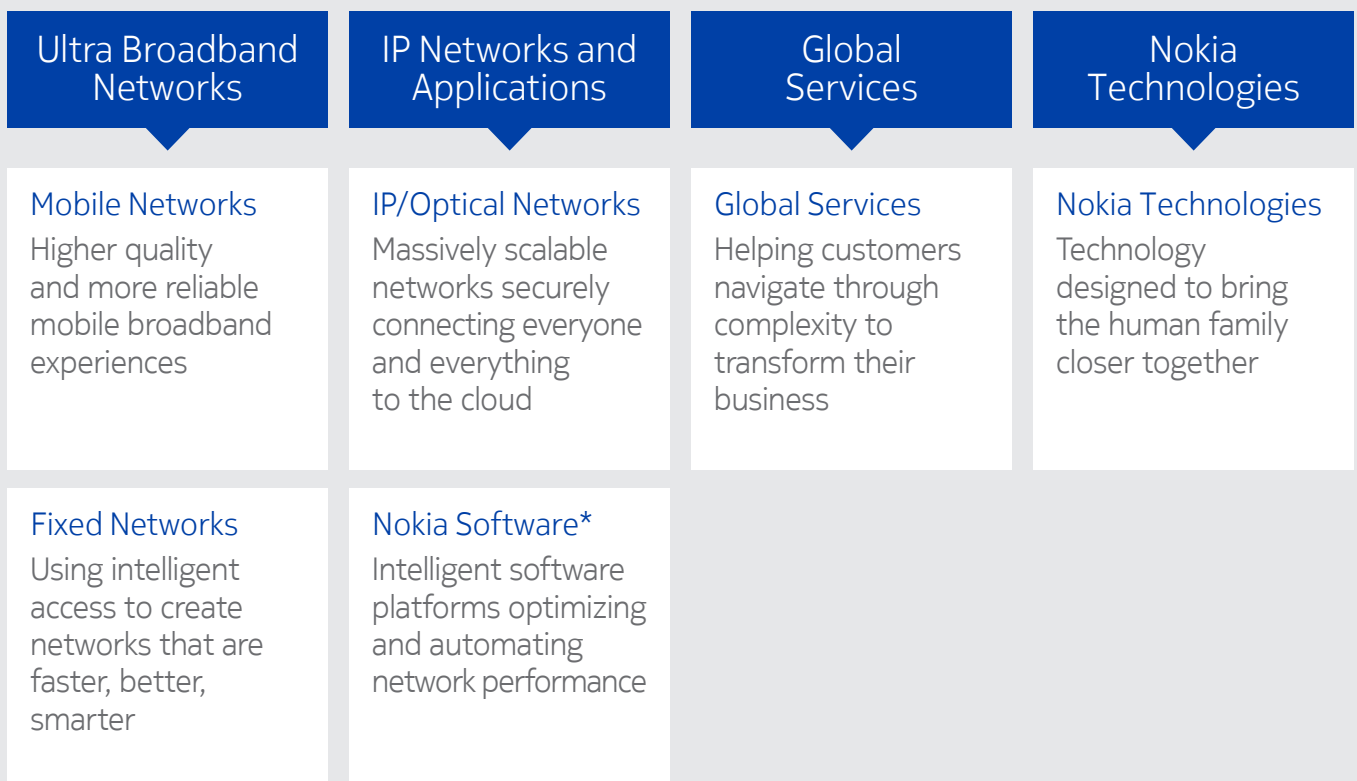 Ultra Broadband
Networks
IP Networks and
Applications
Global
Services
Nokia
Technologies
Mobile Networks
Higher quality
and more reliable
mobile broadband
experiences
IP/Optical Networks
Massively scalable
networks securely
connecting everyone
and everything
to the cloud
Global Services
Helping customers
navigate through
complexity to
transform their
business
Nokia Technologies
Technology
designed to bring
the human family
closer together
Fixed Networks
Using intelligent
access to create
networks that are
faster, better,
smarter
Nokia Software*
Intelligent software
platforms optimizing
and automating
network performance